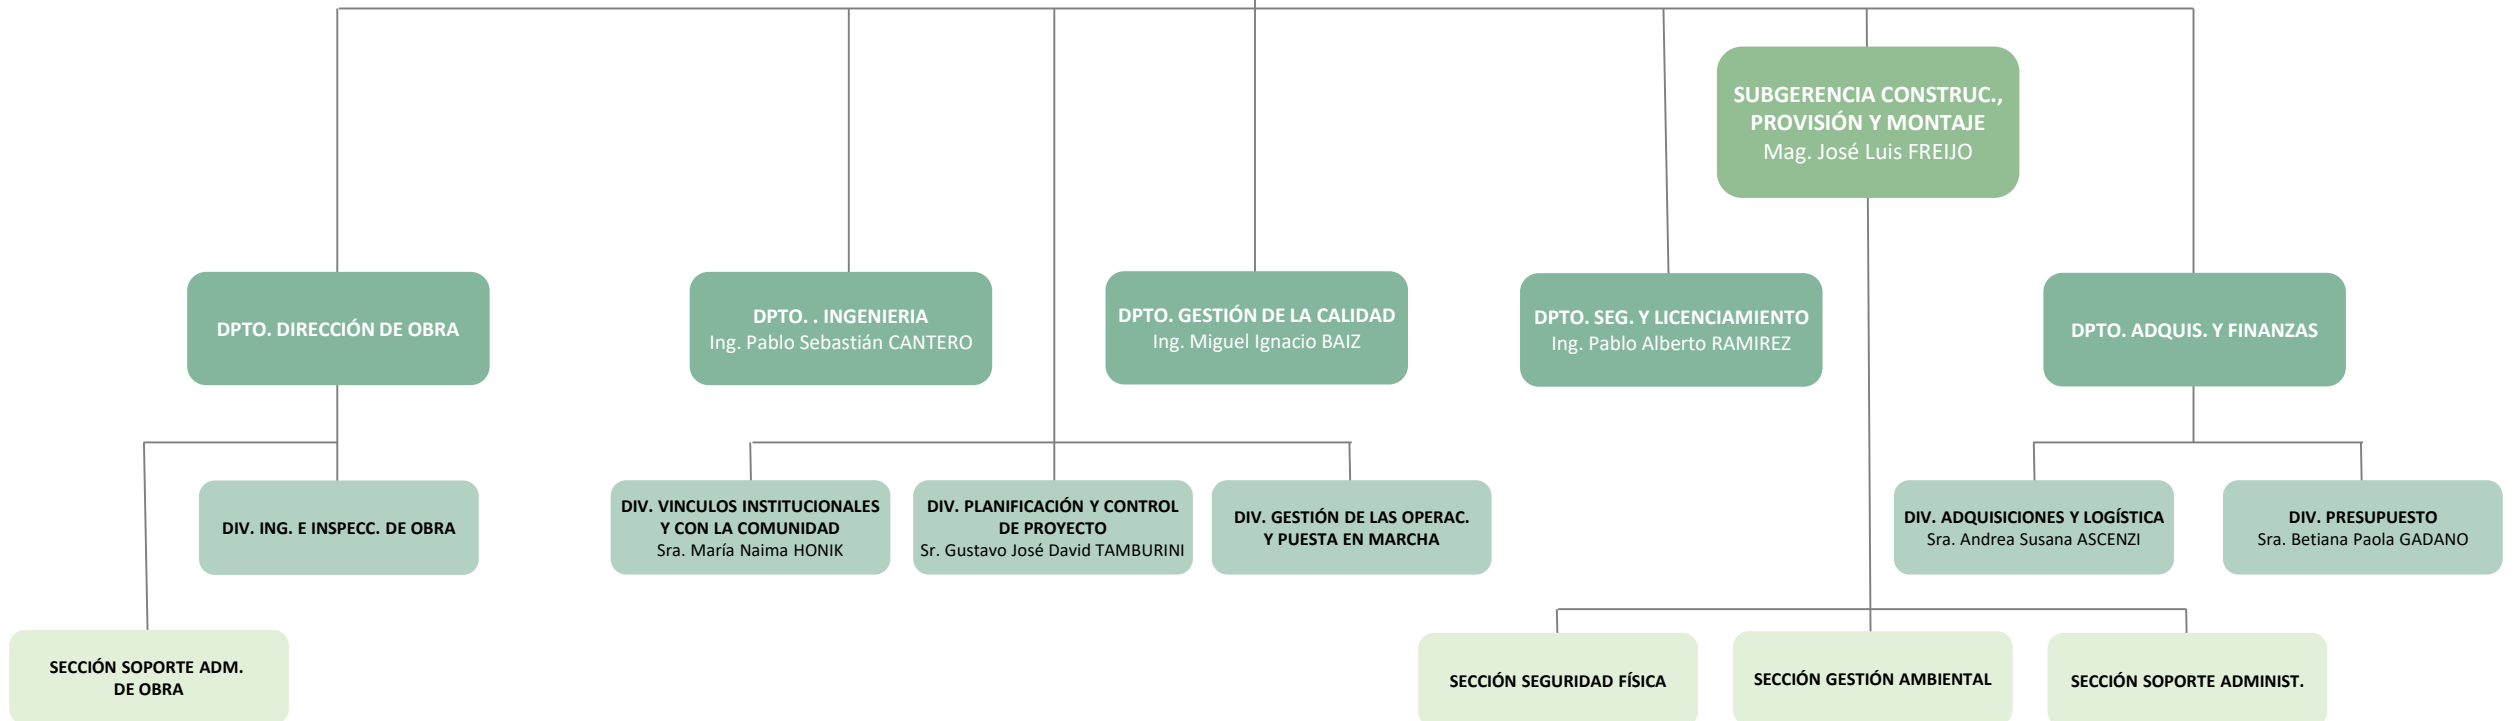 SUBGERENCIA CONSTRUC.,
PROVISIÓN Y MONTAJE
Mag. José Luis FREIJO
DPTO. DIRECCIÓN DE OBRA
DPTO. . INGENIERIA
Ing. Pablo Sebastián CANTERO
DPTO. GESTIÓN DE LA CALIDAD
Ing. Miguel Ignacio BAIZ
DPTO. SEG. Y LICENCIAMIENTO
Ing. Pablo Alberto RAMIREZ
DPTO. ADQUIS. Y FINANZAS
DIV. ING. E INSPECC. DE OBRA
DIV. VINCULOS INSTITUCIONALES
Y CON LA COMUNIDAD
Sra. María Naima HONIK
DIV. PLANIFICACIÓN Y CONTROL
DE PROYECTO
Sr. Gustavo José David TAMBURINI
DIV. GESTIÓN DE LAS OPERAC.
Y PUESTA EN MARCHA
DIV. ADQUISICIONES Y LOGÍSTICA
Sra. Andrea Susana ASCENZI
DIV. PRESUPUESTO
Sra. Betiana Paola GADANO
SECCIÓN SOPORTE ADM.
DE OBRA
SECCIÓN SEGURIDAD FÍSICA
SECCIÓN GESTIÓN AMBIENTAL
SECCIÓN SOPORTE ADMINIST.